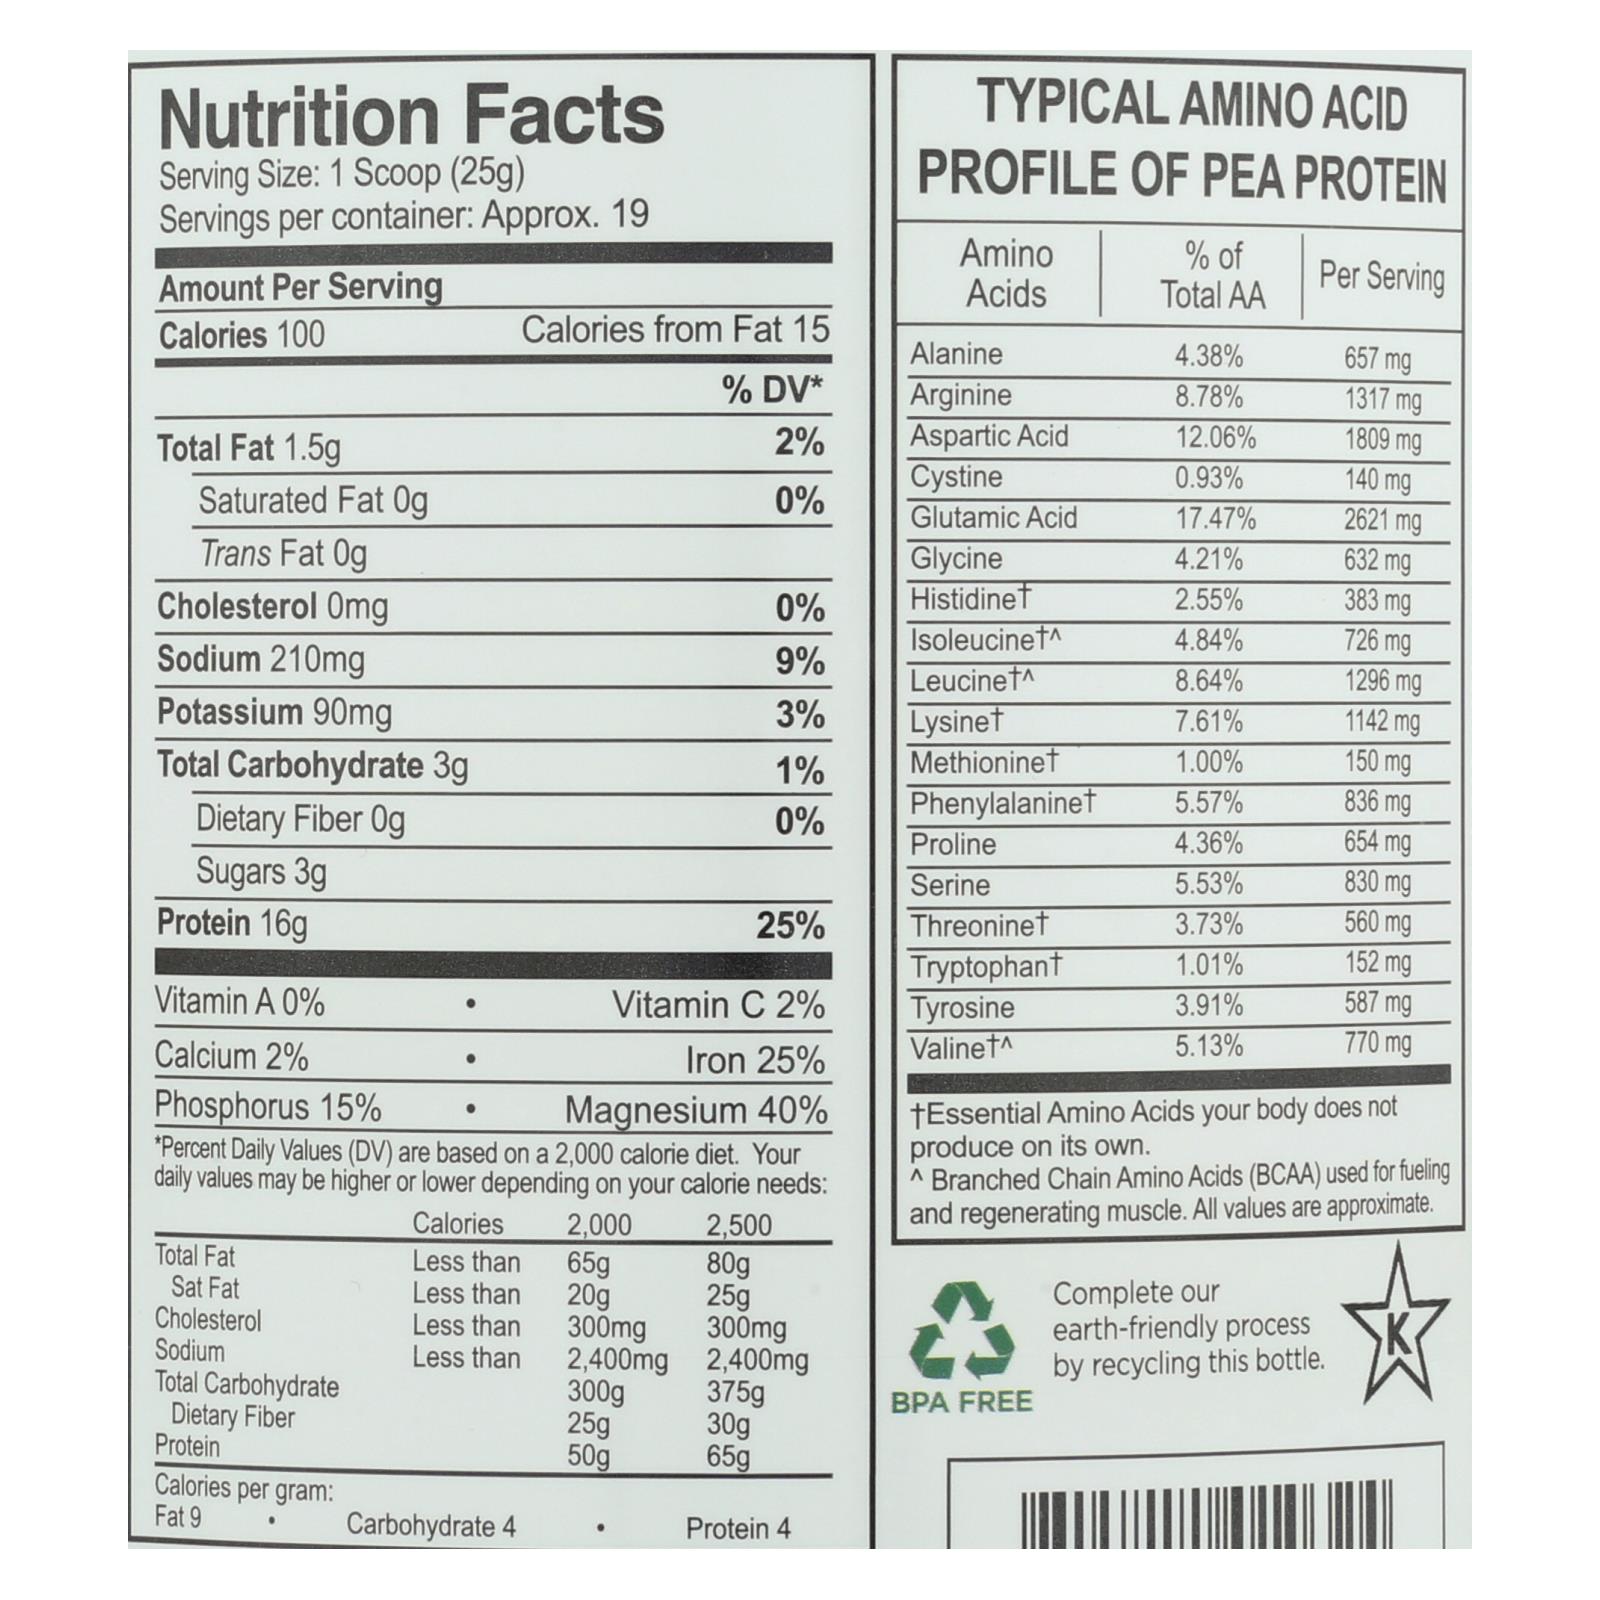 Nutrition Facts
Serving Size: 1 Scoop (25g)
Servings per container: Approx. 19
Amount Per Serving
Calories 100 Calories from Fat 15
% DV*
Total Fat 1.5g 2%
Saturated Fat 0g 0%
Trans Fat 0g
Cholesterol 0mg 0%
Sodium 210mg 9%
Potassium 90mg 3%
Total Carbohydrate 3g 1%
Dietary Fiber 0g 0%
Sugars 3g
Protein 16g 25%
Vitamin A 0% • Vitamin C 2%
Calcium 2% • Iron 25%
Phosphorus 15% • Magnesium 40%
*Percent Daily Values (DV) are based on a 2,000 calorie diet. Your
daily values may be higher or lower depending on your calorie needs:
Calories 2,000 2,500
Total Fat Less than 65g 80g
Sat Fat Less than 20g 25g
Cholesterol Less than 300mg 300mg
Sodium Less than 2,400mg 2,400mg
Total Carbohydrate 300g 375g
Dietary Fiber 25g 30g
Protein 50g 65g
Calories per gram:
Fat 9 • Carbohydrate 4 • Protein 4
TYPICAL AMINO ACID
PROFILE OF PEA PROTEIN
Amino Acids % of Total AA Per Serving
Alanine 4.38% 657 mg
Arginine 8.78% 1317 mg
Aspartic Acid 12.06% 1809 mg
Cystine 0.93% 140 mg
Glutamic Acid 17.47% 2621 mg
Glycine 4.21% 632 mg
Histidine† 2.55% 383 mg
Isoleucine†^ 4.84% 726 mg
Leucine†^ 8.64% 1296 mg
Lysine† 7.61% 1142 mg
Methionine† 1.00% 150 mg
Phenylalanine† 5.57% 836 mg
Proline 4.36% 654 mg
Serine 5.53% 830 mg
Threonine† 3.73% 560 mg
Tryptophan† 1.01% 152 mg
Tyrosine 3.91% 587 mg
Valine†^ 5.13% 770 mg
†Essential Amino Acids your body does not
produce on its own.
^ Branched Chain Amino Acids (BCAA) used for fueling
and regenerating muscle. All values are approximate.
BPA FREE
Complete our
earth-friendly process
by recycling this bottle.
K